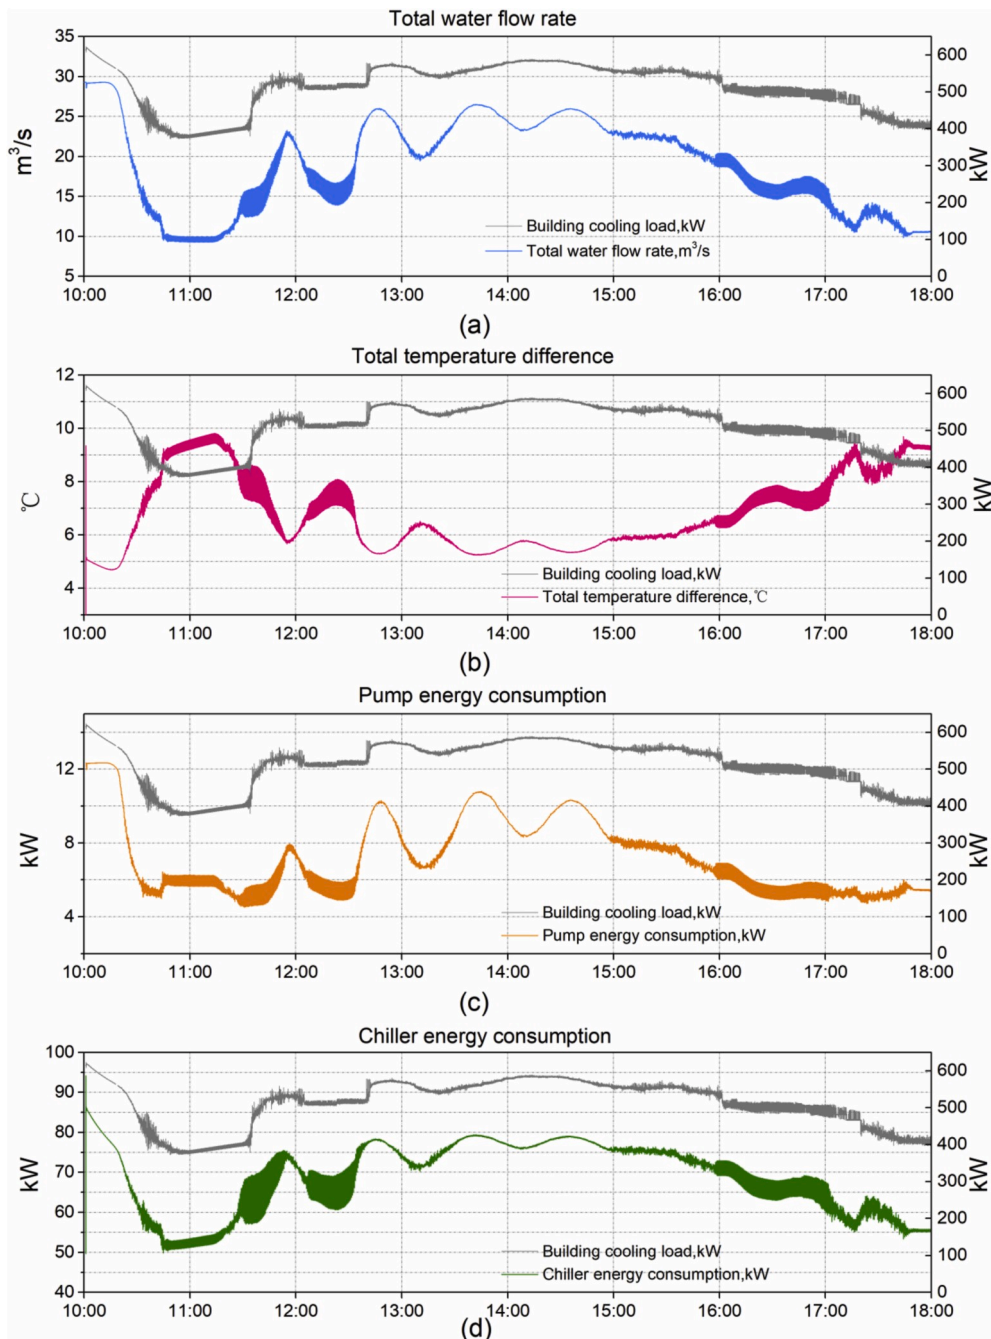 Total water flow rate
35
30
25
20
15
10
5
m³/s
600
500
400
300
200
100
0
kW
Building cooling load,kW
Total water flow rate,m³/s
10:00 11:00 12:00 13:00 14:00 15:00 16:00 17:00 18:00
(a)
Total temperature difference
12
10
8
6
4
℃
600
500
400
300
200
100
0
kW
Building cooling load,kW
Total temperature difference,℃
10:00 11:00 12:00 13:00 14:00 15:00 16:00 17:00 18:00
(b)
Pump energy consumption
12
8
4
kW
600
500
400
300
200
100
0
kW
Building cooling load,kW
Pump energy consumption,kW
10:00 11:00 12:00 13:00 14:00 15:00 16:00 17:00 18:00
(c)
Chiller energy consumption
100
90
80
70
60
50
40
kW
600
500
400
300
200
100
0
kW
Building cooling load,kW
Chiller energy consumption,kW
10:00 11:00 12:00 13:00 14:00 15:00 16:00 17:00 18:00
(d)